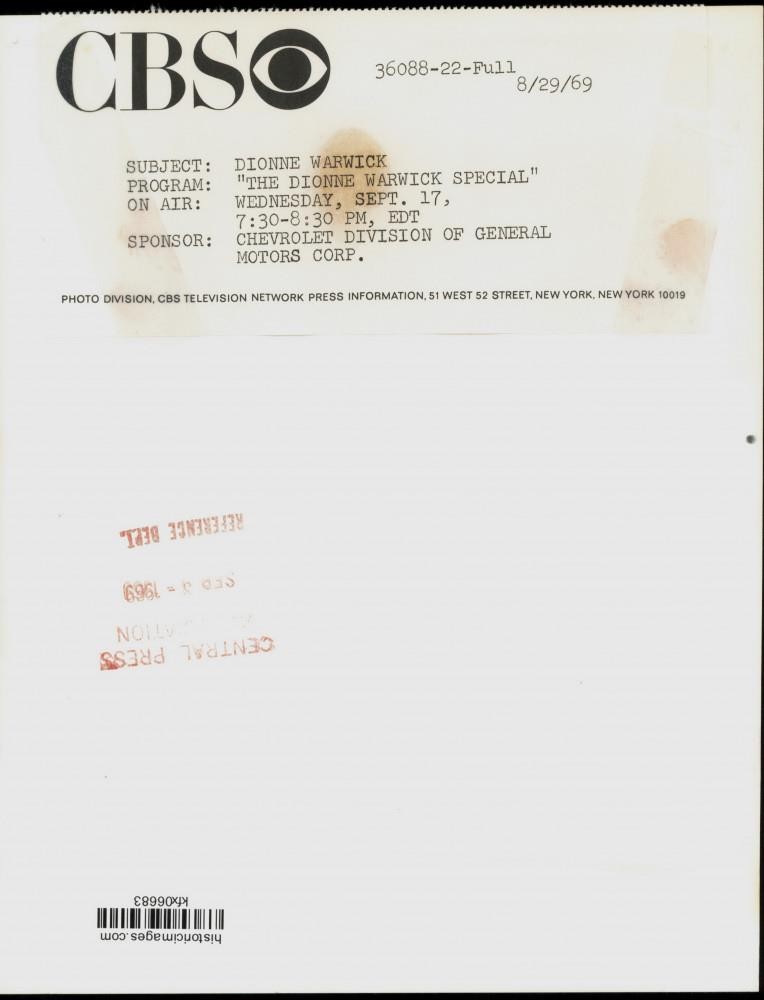 CBS
36088-22-Full
8/29/69
SUBJECT: DIONNE WARWICK
PROGRAM: "THE DIONNE WARWICK SPECIAL"
ON AIR: WEDNESDAY, SEPT. 17,
7:30-8:30 PM, EDT
SPONSOR: CHEVROLET DIVISION OF GENERAL
MOTORS CORP.
PHOTO DIVISION, CBS TELEVISION NETWORK PRESS INFORMATION, 51 WEST 52 STREET, NEW YORK, NEW YORK 10019
CENTRAL PRESS
SEP 3 - 1969
REFERENCE DEPT.
historicimages.com
kfx06683